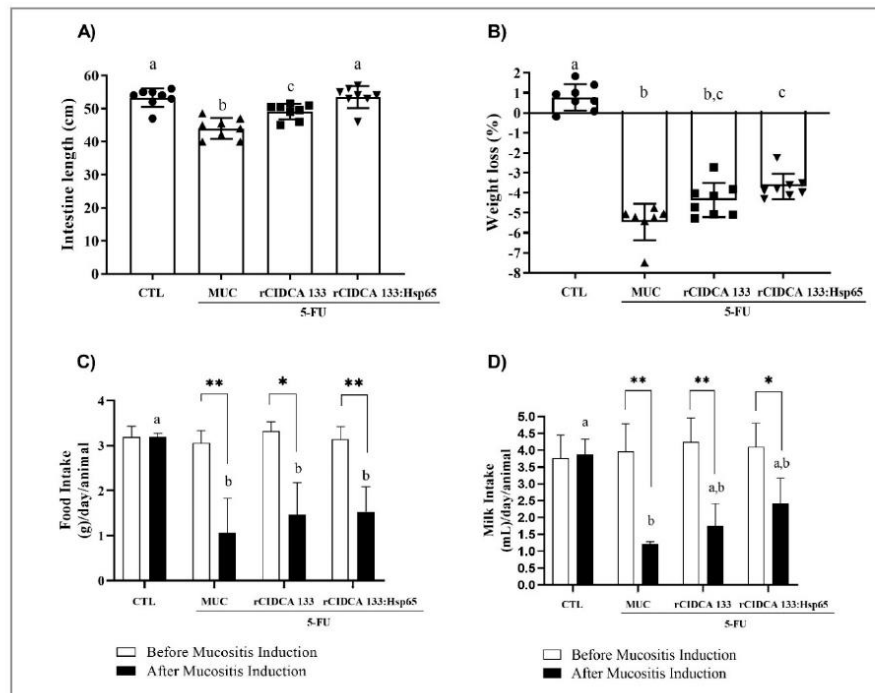 A)
a
b
c
a
Intestine length (cm)
60
50
40
30
20
10
0
CTL
MUC
rCIDCA 133
rCIDCA 133:Hsp65
5-FU
B)
a
b
b,c
c
Weight loss (%)
2
1
0
-1
-2
-3
-4
-5
-6
-7
-8
CTL
MUC
rCIDCA 133
rCIDCA 133:Hsp65
5-FU
C)
**
*
**
a
b
b
b
Food Intake
(g)/day/animal
4
3
2
1
0
CTL
MUC
rCIDCA 133
rCIDCA 133:Hsp65
5-FU
Before Mucositis Induction
After Mucositis Induction
D)
**
**
*
a
b
a,b
a,b
Milk Intake
(mL)/day/animal
5.0
4.5
4.0
3.5
3.0
2.5
2.0
1.5
1.0
0.5
0.0
CTL
MUC
rCIDCA 133
rCIDCA 133:Hsp65
5-FU
Before Mucositis Induction
After Mucositis Induction